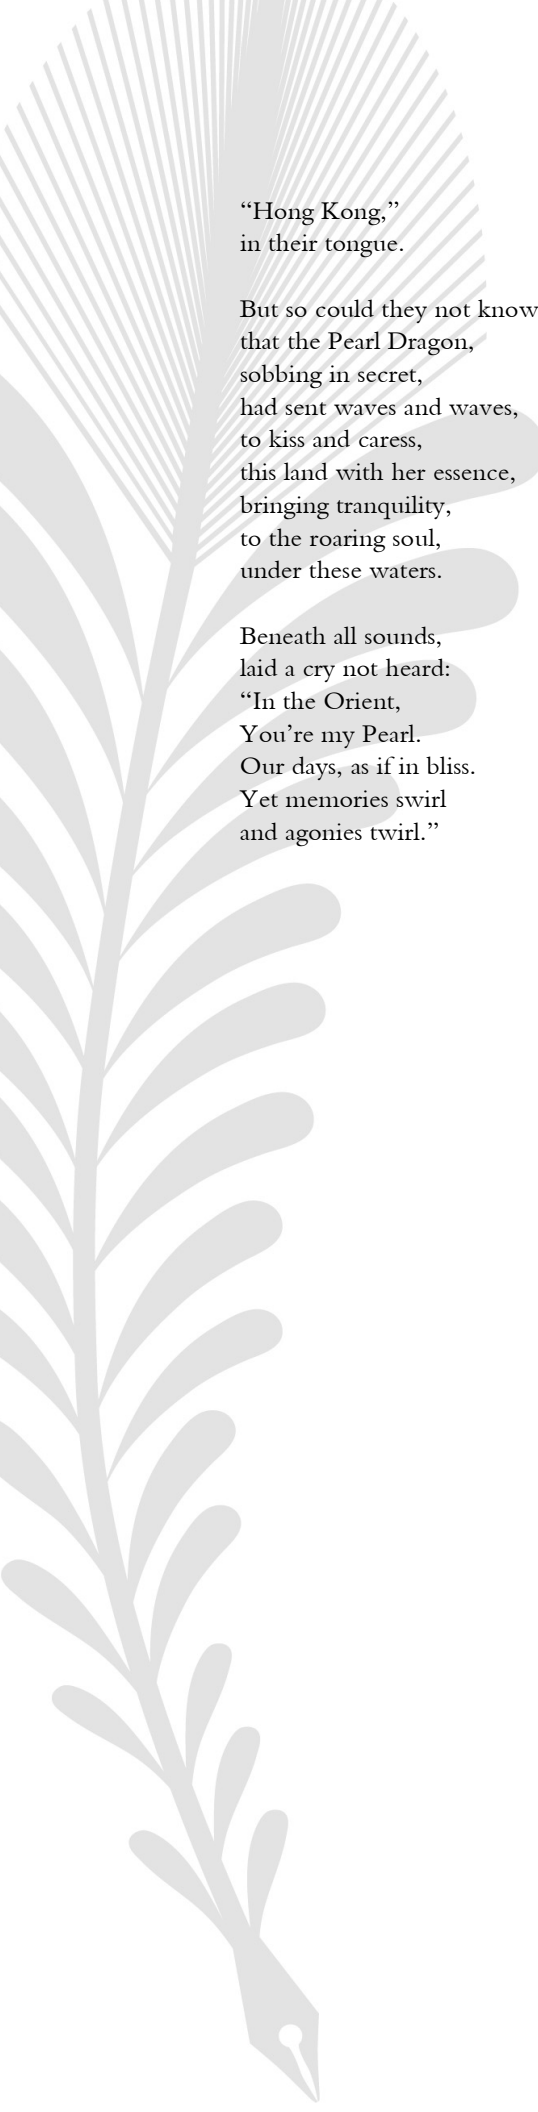 “Hong Kong,”
in their tongue.
But so could they not know
that the Pearl Dragon,
sobbing in secret,
had sent waves and waves,
to kiss and caress,
this land with her essence,
bringing tranquility,
to the roaring soul,
under these waters.
Beneath all sounds,
laid a cry not heard:
“In the Orient,
You’re my Pearl.
Our days, as if in bliss.
Yet memories swirl
and agonies twirl.”